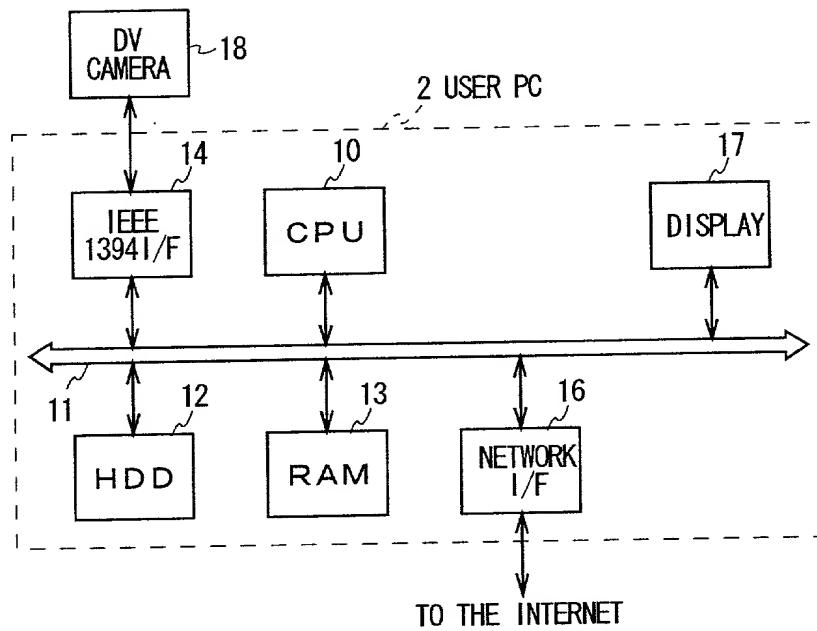 DV
CAMERA
18
2 USER PC
14
10
17
IEEE
1394I/F
CPU
DISPLAY
11
12
13
16
HDD
RAM
NETWORK
I/F
TO THE INTERNET